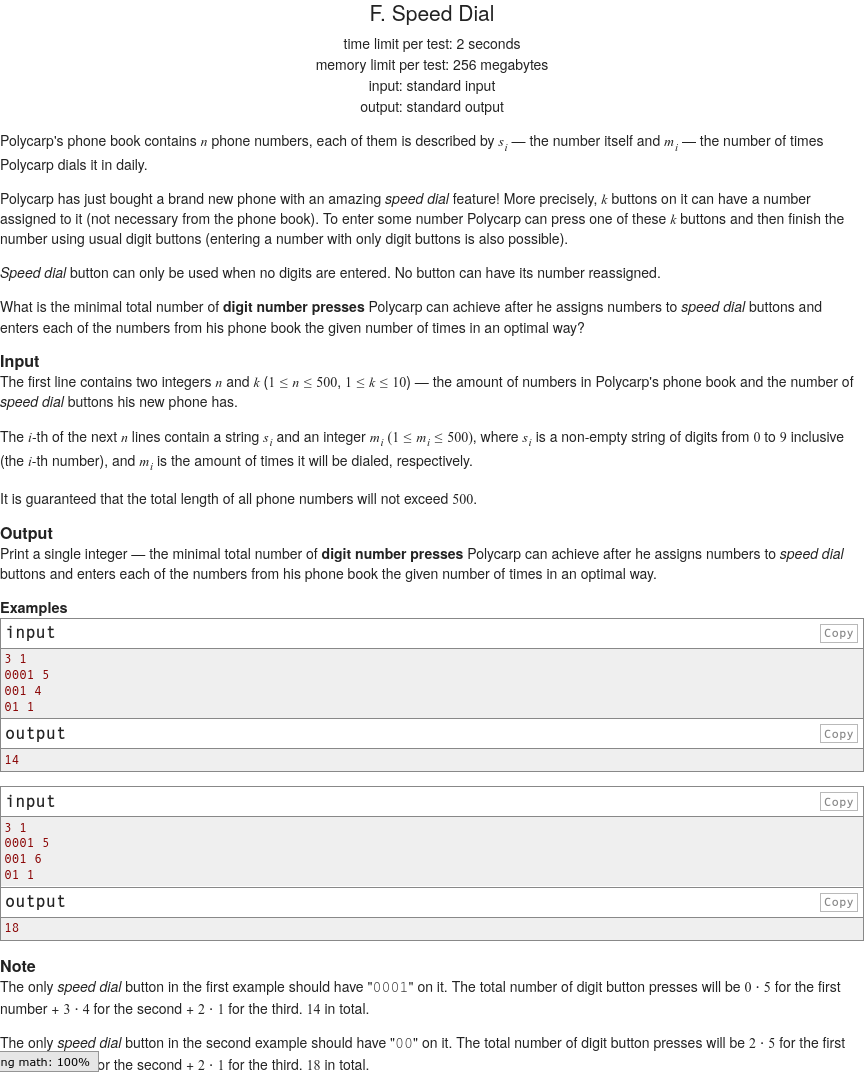 F. Speed Dial
time limit per test: 2 seconds
memory limit per test: 256 megabytes
input: standard input
output: standard output
Polycarp's phone book contains n phone numbers, each of them is described by s_i — the number itself and m_i — the number of times
Polycarp dials it in daily.
Polycarp has just bought a brand new phone with an amazing speed dial feature! More precisely, k buttons on it can have a number
assigned to it (not necessary from the phone book). To enter some number Polycarp can press one of these k buttons and then finish the
number using usual digit buttons (entering a number with only digit buttons is also possible).
Speed dial button can only be used when no digits are entered. No button can have its number reassigned.
What is the minimal total number of digit number presses Polycarp can achieve after he assigns numbers to speed dial buttons and
enters each of the numbers from his phone book the given number of times in an optimal way?
Input
The first line contains two integers n and k (1 ≤ n ≤ 500, 1 ≤ k ≤ 10) — the amount of numbers in Polycarp's phone book and the number of
speed dial buttons his new phone has.
The i-th of the next n lines contain a string s_i and an integer m_i (1 ≤ m_i ≤ 500), where s_i is a non-empty string of digits from 0 to 9 inclusive
(the i-th number), and m_i is the amount of times it will be dialed, respectively.
It is guaranteed that the total length of all phone numbers will not exceed 500.
Output
Print a single integer — the minimal total number of digit number presses Polycarp can achieve after he assigns numbers to speed dial
buttons and enters each of the numbers from his phone book the given number of times in an optimal way.
Examples
input Copy
3 1
0001 5
001 4
01 1
output Copy
14
input Copy
3 1
0001 5
001 6
01 1
output Copy
18
Note
The only speed dial button in the first example should have "0001" on it. The total number of digit button presses will be 0 · 5 for the first
number + 3 · 4 for the second + 2 · 1 for the third. 14 in total.
The only speed dial button in the second example should have "00" on it. The total number of digit button presses will be 2 · 5 for the first
ng math: 100% or the second + 2 · 1 for the third. 18 in total.